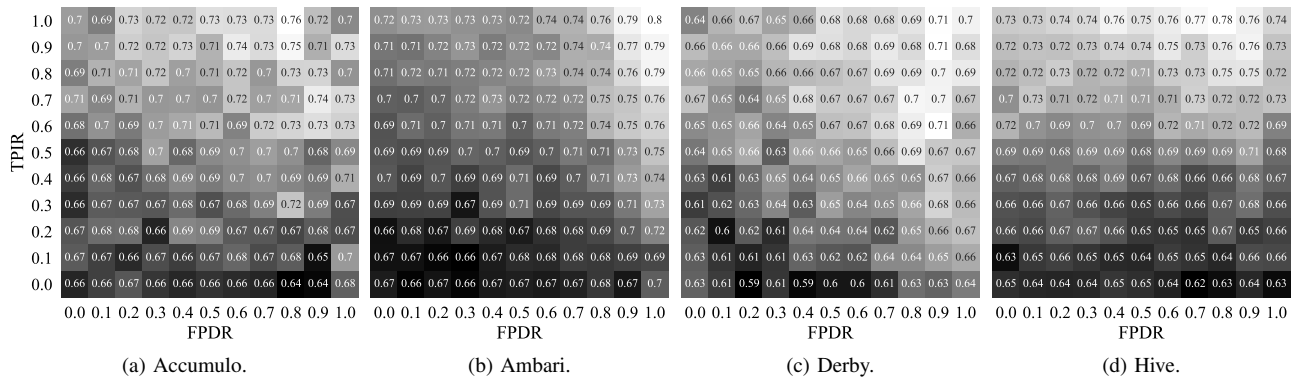 1.0 0.7 0.69 0.73 0.72 0.72 0.73 0.73 0.73 0.76 0.72 0.7 0.72 0.73 0.73 0.73 0.73 0.72 0.74 0.74 0.76 0.79 0.8 0.64 0.66 0.67 0.65 0.66 0.68 0.68 0.68 0.69 0.71 0.7 0.73 0.73 0.74 0.74 0.76 0.75 0.76 0.77 0.78 0.76 0.74
0.9 0.7 0.7 0.72 0.72 0.73 0.71 0.74 0.73 0.75 0.71 0.73 0.71 0.71 0.72 0.73 0.72 0.72 0.72 0.74 0.74 0.77 0.79 0.66 0.66 0.66 0.69 0.69 0.68 0.68 0.69 0.68 0.71 0.68 0.72 0.73 0.72 0.73 0.74 0.74 0.75 0.73 0.76 0.76 0.73
0.8 0.69 0.71 0.71 0.72 0.7 0.71 0.72 0.7 0.73 0.73 0.7 0.71 0.72 0.71 0.72 0.72 0.72 0.73 0.74 0.74 0.76 0.79 0.66 0.65 0.65 0.66 0.66 0.67 0.67 0.69 0.69 0.7 0.69 0.72 0.72 0.73 0.72 0.72 0.71 0.73 0.73 0.75 0.75 0.72
0.7 0.71 0.69 0.71 0.7 0.7 0.7 0.72 0.7 0.71 0.74 0.73 0.7 0.7 0.7 0.72 0.73 0.72 0.72 0.72 0.75 0.75 0.76 0.67 0.65 0.64 0.65 0.68 0.67 0.67 0.68 0.7 0.7 0.67 0.7 0.73 0.71 0.71 0.72 0.71 0.71 0.73 0.72 0.72 0.73
0.6 0.68 0.7 0.69 0.7 0.71 0.71 0.69 0.72 0.73 0.73 0.73 0.69 0.71 0.7 0.71 0.71 0.7 0.71 0.72 0.74 0.75 0.76 0.65 0.65 0.66 0.64 0.65 0.67 0.67 0.68 0.69 0.71 0.66 0.72 0.7 0.69 0.7 0.7 0.69 0.72 0.71 0.72 0.72 0.69
0.5 0.66 0.67 0.68 0.7 0.68 0.69 0.7 0.7 0.7 0.68 0.69 0.69 0.69 0.69 0.7 0.7 0.69 0.7 0.71 0.71 0.73 0.75 0.64 0.65 0.66 0.63 0.66 0.66 0.66 0.68 0.69 0.67 0.67 0.69 0.69 0.68 0.69 0.68 0.69 0.7 0.69 0.69 0.71 0.68
TPIR
0.4 0.66 0.68 0.67 0.68 0.69 0.69 0.7 0.7 0.69 0.69 0.71 0.7 0.69 0.7 0.69 0.69 0.71 0.69 0.7 0.71 0.73 0.74 0.63 0.61 0.63 0.65 0.64 0.65 0.66 0.65 0.65 0.67 0.66 0.67 0.68 0.68 0.68 0.69 0.67 0.68 0.66 0.66 0.68 0.67
0.3 0.66 0.67 0.67 0.67 0.68 0.67 0.68 0.69 0.72 0.69 0.67 0.69 0.69 0.69 0.67 0.69 0.71 0.69 0.69 0.69 0.71 0.73 0.61 0.62 0.63 0.64 0.63 0.65 0.64 0.65 0.66 0.68 0.66 0.66 0.66 0.67 0.66 0.66 0.65 0.65 0.66 0.68 0.66 0.66
0.2 0.66 0.67 0.68 0.66 0.69 0.69 0.67 0.67 0.67 0.68 0.67 0.66 0.68 0.67 0.69 0.68 0.67 0.68 0.68 0.69 0.7 0.72 0.62 0.6 0.62 0.61 0.64 0.64 0.64 0.62 0.65 0.66 0.67 0.66 0.66 0.67 0.67 0.66 0.65 0.65 0.65 0.67 0.65 0.66
0.1 0.67 0.67 0.66 0.67 0.66 0.67 0.67 0.68 0.68 0.65 0.7 0.67 0.67 0.66 0.66 0.67 0.68 0.68 0.68 0.68 0.69 0.69 0.63 0.61 0.61 0.61 0.63 0.62 0.62 0.64 0.64 0.65 0.66 0.63 0.65 0.66 0.65 0.65 0.64 0.65 0.65 0.64 0.66 0.66
0.0 0.66 0.66 0.67 0.66 0.66 0.66 0.67 0.67 0.64 0.64 0.68 0.67 0.66 0.67 0.66 0.67 0.67 0.67 0.67 0.68 0.67 0.7 0.63 0.61 0.59 0.61 0.59 0.6 0.6 0.61 0.63 0.63 0.64 0.65 0.64 0.64 0.65 0.65 0.64 0.64 0.62 0.63 0.64 0.63
0.0 0.1 0.2 0.3 0.4 0.5 0.6 0.7 0.8 0.9 1.0 0.0 0.1 0.2 0.3 0.4 0.5 0.6 0.7 0.8 0.9 1.0 0.0 0.1 0.2 0.3 0.4 0.5 0.6 0.7 0.8 0.9 1.0 0.0 0.1 0.2 0.3 0.4 0.5 0.6 0.7 0.8 0.9 1.0
FPDR FPDR FPDR FPDR
(a) Accumulo. (b) Ambari. (c) Derby. (d) Hive.